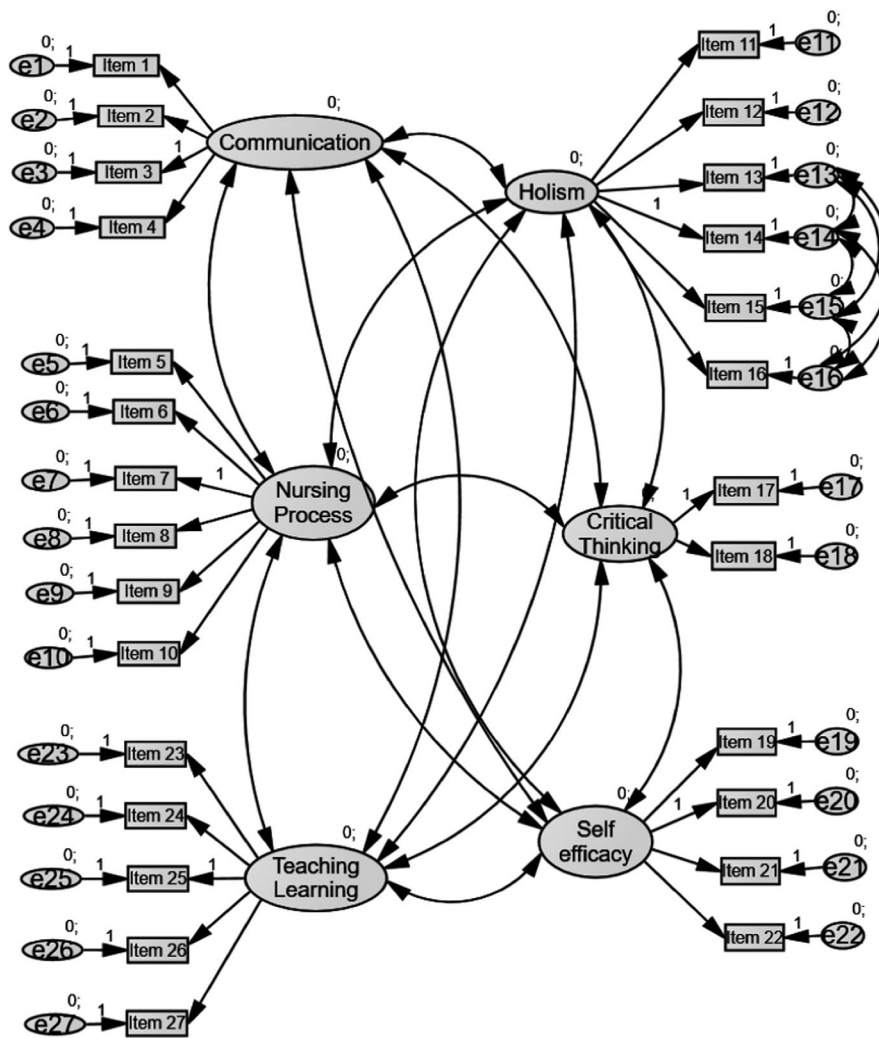 0;
e1
1
Item 1
0;
e2
1
Item 2
0;
e3
1
Item 3
1
0;
e4
1
Item 4
0;
Communication
0;
Holism
Item 11
1
0;
e11
Item 12
1
0;
e12
Item 13
1
0;
e13
1
Item 14
1
0;
e14
Item 15
1
0;
e15
Item 16
1
0;
e16
0;
e5
1
Item 5
0;
e6
1
Item 6
0;
e7
1
Item 7
1
0;
e8
1
Item 8
0;
e9
1
Item 9
0;
e10
1
Item 10
0;
Nursing
Process
0;
Critical
Thinking
1
Item 17
1
0;
e17
Item 18
1
0;
e18
0;
e23
1
Item 23
0;
e24
1
Item 24
0;
e25
1
Item 25
1
0;
e26
1
Item 26
0;
e27
1
Item 27
0;
Teaching
Learning
0;
Self
efficacy
Item 19
1
0;
e19
1
Item 20
1
0;
e20
Item 21
1
0;
e21
Item 22
1
0;
e22